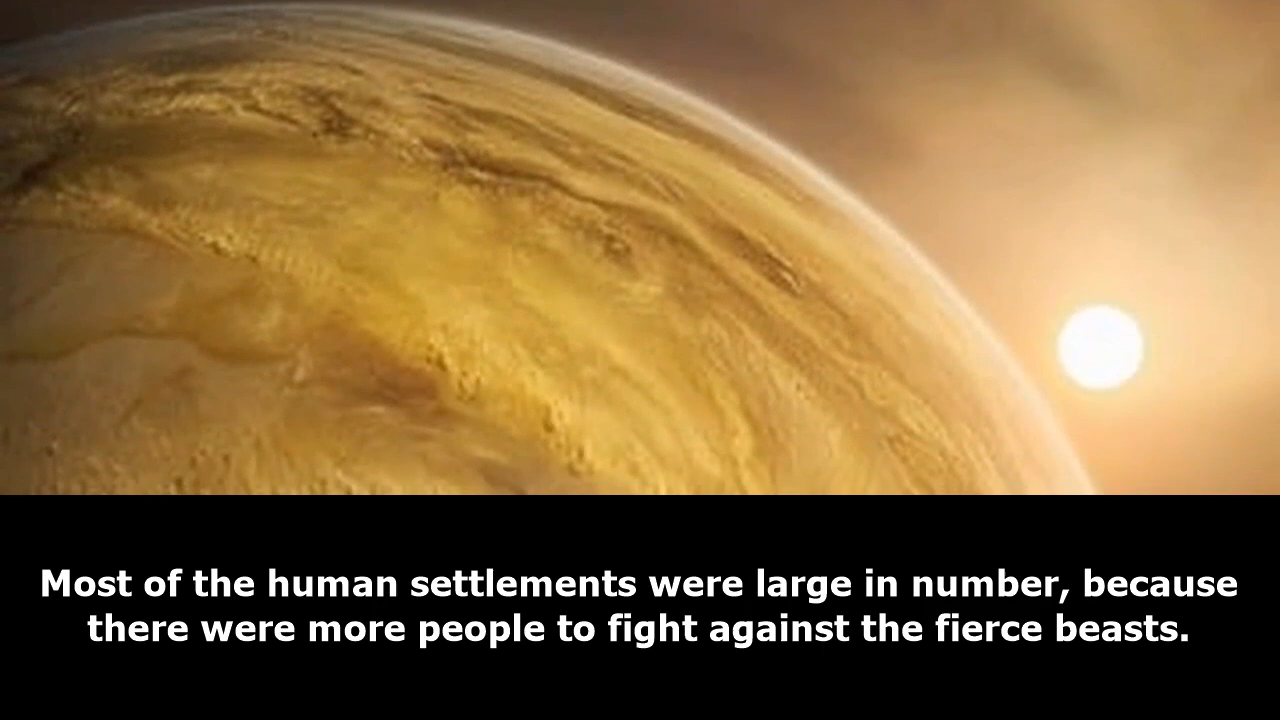 Most of the human settlements were large in number, because
there were more people to fight against the fierce beasts.